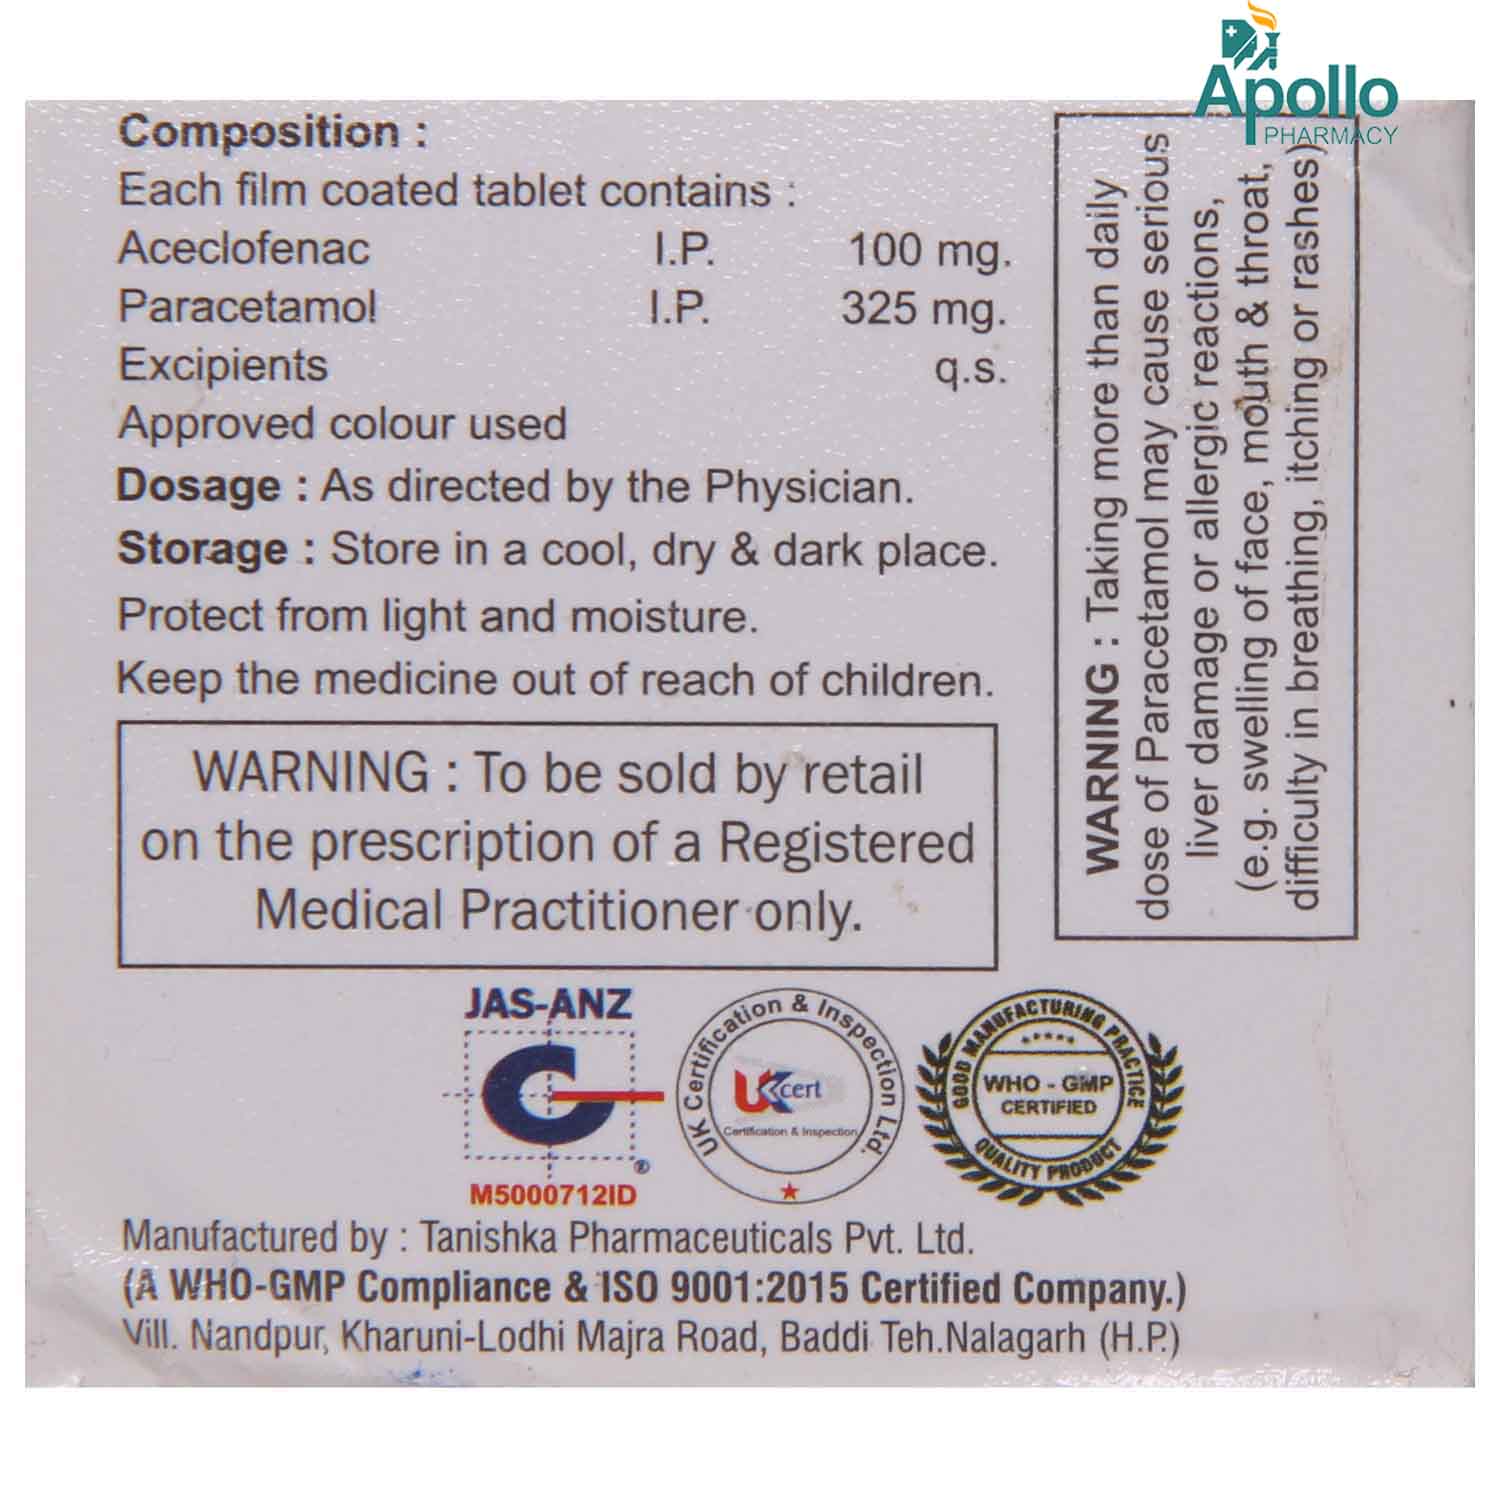 Apollo
PHARMACY
Composition :
Each film coated tablet contains :
Aceclofenac I.P. 100 mg.
Paracetamol I.P. 325 mg.
Excipients q.s.
Approved colour used
Dosage : As directed by the Physician.
Storage : Store in a cool, dry & dark place.
Protect from light and moisture.
Keep the medicine out of reach of children.
WARNING : To be sold by retail
on the prescription of a Registered
Medical Practitioner only.
WARNING : Taking more than daily
dose of Paracetamol may cause serious
liver damage or allergic reactions,
(e.g. swelling of face, mouth & throat,
difficulty in breathing, itching or rashes)
JAS-ANZ
®
M5000712ID
UK Certification & Inspection Ltd.
UKcert
Certification & Inspection
GOOD MANUFACTURING PRACTICE
WHO - GMP
CERTIFIED
QUALITY PRODUCT
Manufactured by : Tanishka Pharmaceuticals Pvt. Ltd.
(A WHO-GMP Compliance & ISO 9001:2015 Certified Company.)
Vill. Nandpur, Kharuni-Lodhi Majra Road, Baddi Teh.Nalagarh (H.P.)